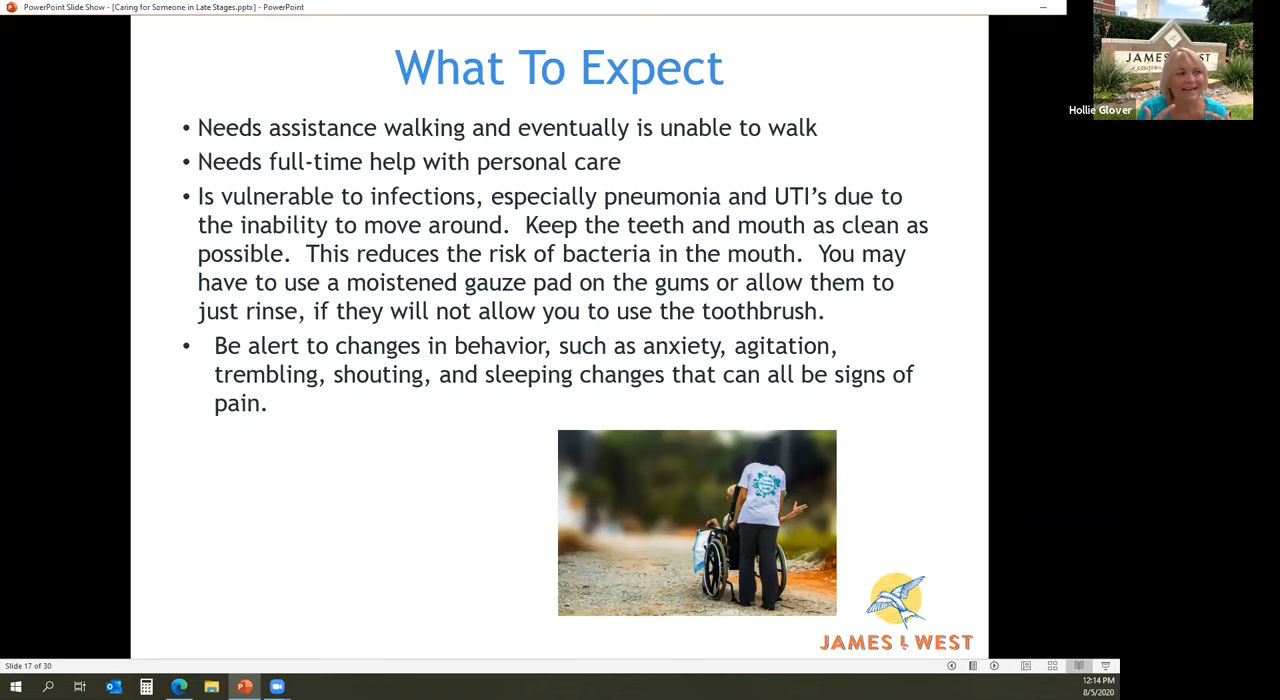 PowerPoint Slide Show - [Caring for Someone in Late Stages.pptx] - PowerPoint
What To Expect
• Needs assistance walking and eventually is unable to walk
• Needs full-time help with personal care
• Is vulnerable to infections, especially pneumonia and UTI’s due to
the inability to move around.  Keep the teeth and mouth as clean as
possible.  This reduces the risk of bacteria in the mouth.  You may
have to use a moistened gauze pad on the gums or allow them to
just rinse, if they will not allow you to use the toothbrush.
• Be alert to changes in behavior, such as anxiety, agitation,
trembling, shouting, and sleeping changes that can all be signs of
pain.
JAMES L WEST
Hollie Glover
Slide 17 of 30
12:14 PM
8/5/2020